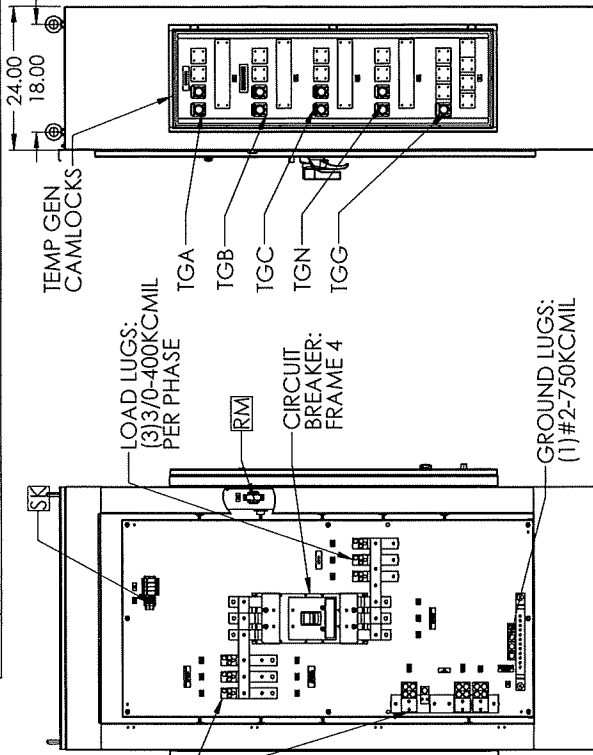 24.00
18.00
TEMP GEN
CAMLOCKS
TGA
TGB
TGC
TGN
TGG
SK
LOAD LUGS:
(3)3/0-400KCMIL
PER PHASE
RM
CIRCUIT
BREAKER:
FRAME 4
GROUND LUGS:
(1)#2-750KCMIL